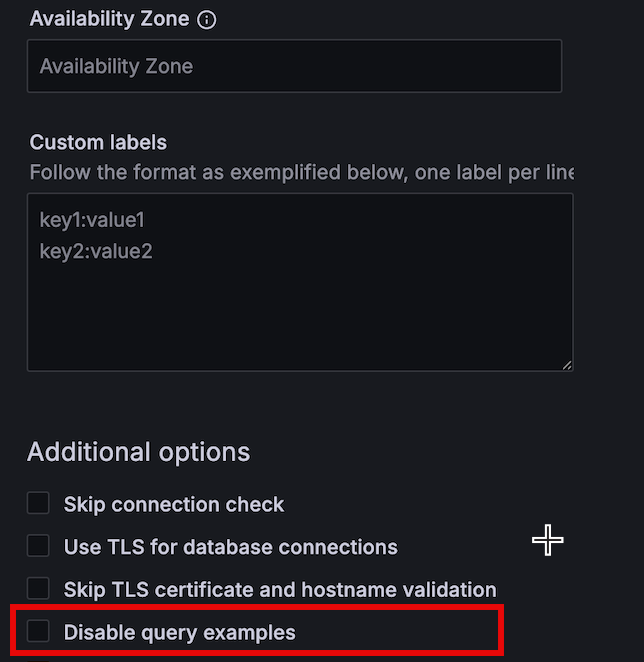 Availability Zone
Availability Zone
Custom labels
Follow the format as exemplified below, one label per line
key1:value1
key2:value2
Additional options
Skip connection check
Use TLS for database connections
Skip TLS certificate and hostname validation
Disable query examples